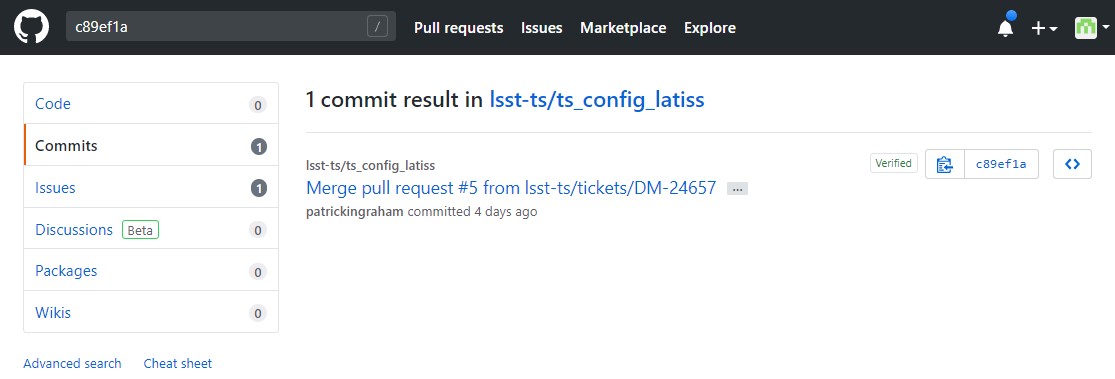 c89ef1a / Pull requests Issues Marketplace Explore
Code 0
Commits 1
Issues 1
Discussions Beta 0
Packages 0
Wikis 0
Advanced search Cheat sheet
1 commit result in lsst-ts/ts_config_latiss
lsst-ts/ts_config_latiss
Merge pull request #5 from lsst-ts/tickets/DM-24657 ...
patrickingraham committed 4 days ago
Verified c89ef1a